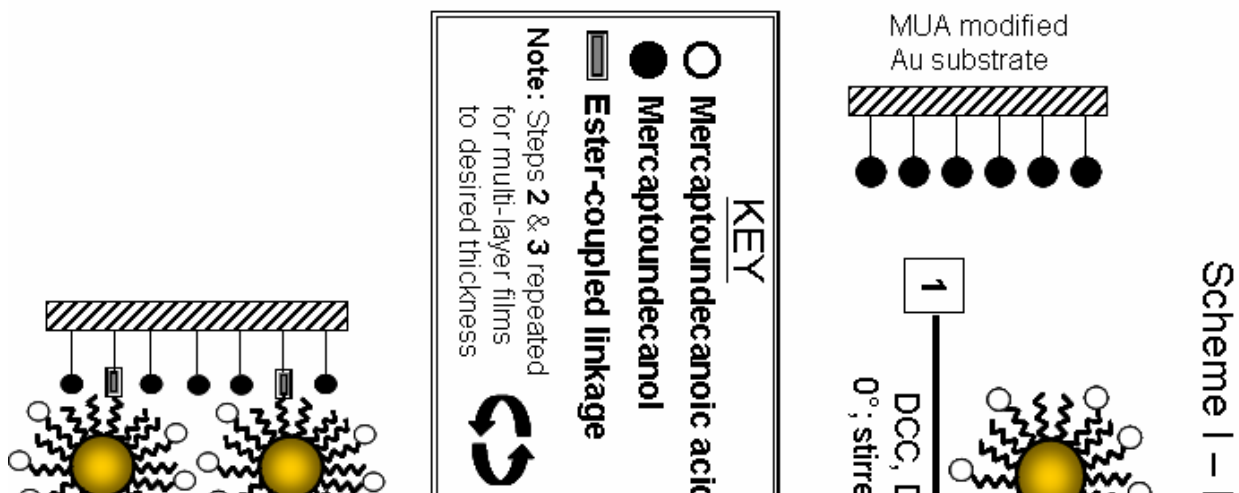 Scheme I –
MUA modified
Au substrate
1
DCC,
0°; stirre
KEY
Mercaptoundecanoic acid
Mercaptoundecanol
Ester-coupled linkage
Note: Steps 2 & 3 repeated
for multi-layer films
to desired thickness